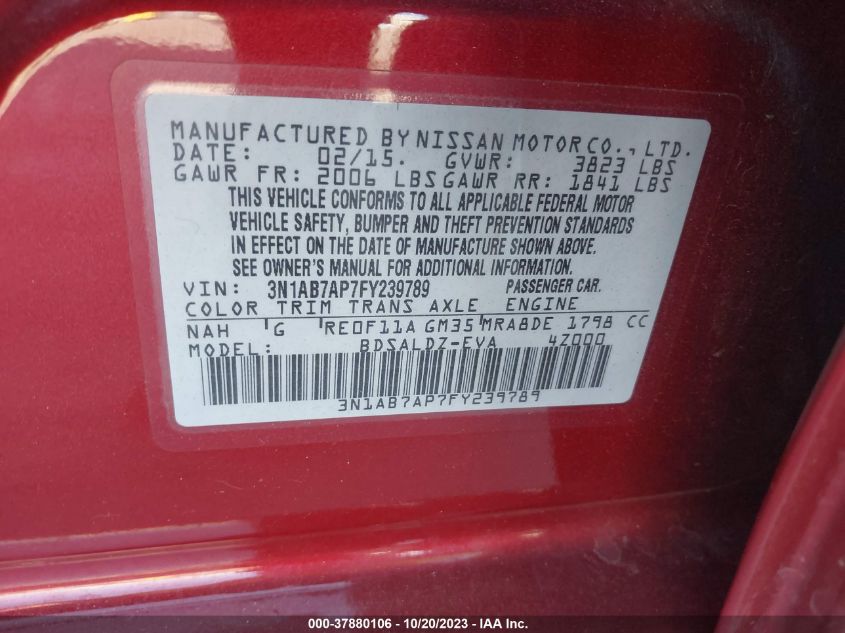 MANUFACTURED BY NISSAN MOTOR CO., LTD.
DATE: 02/15. GVWR: 3823 LBS
GAWR FR: 2006 LBS GAWR RR: 1841 LBS
THIS VEHICLE CONFORMS TO ALL APPLICABLE FEDERAL MOTOR
VEHICLE SAFETY, BUMPER AND THEFT PREVENTION STANDARDS
IN EFFECT ON THE DATE OF MANUFACTURE SHOWN ABOVE.
SEE OWNER'S MANUAL FOR ADDITIONAL INFORMATION.
VIN: 3N1AB7AP7FY239789 PASSENGER CAR.
COLOR TRIM TRANS AXLE ENGINE
NAH 'G 'RE0F11A GM35'MRA8DE 1798 CC
MODEL: BDSALDZ-EVA 4Z000
3N1AB7AP7FY239789
000-37880106 - 10/20/2023 - IAA Inc.